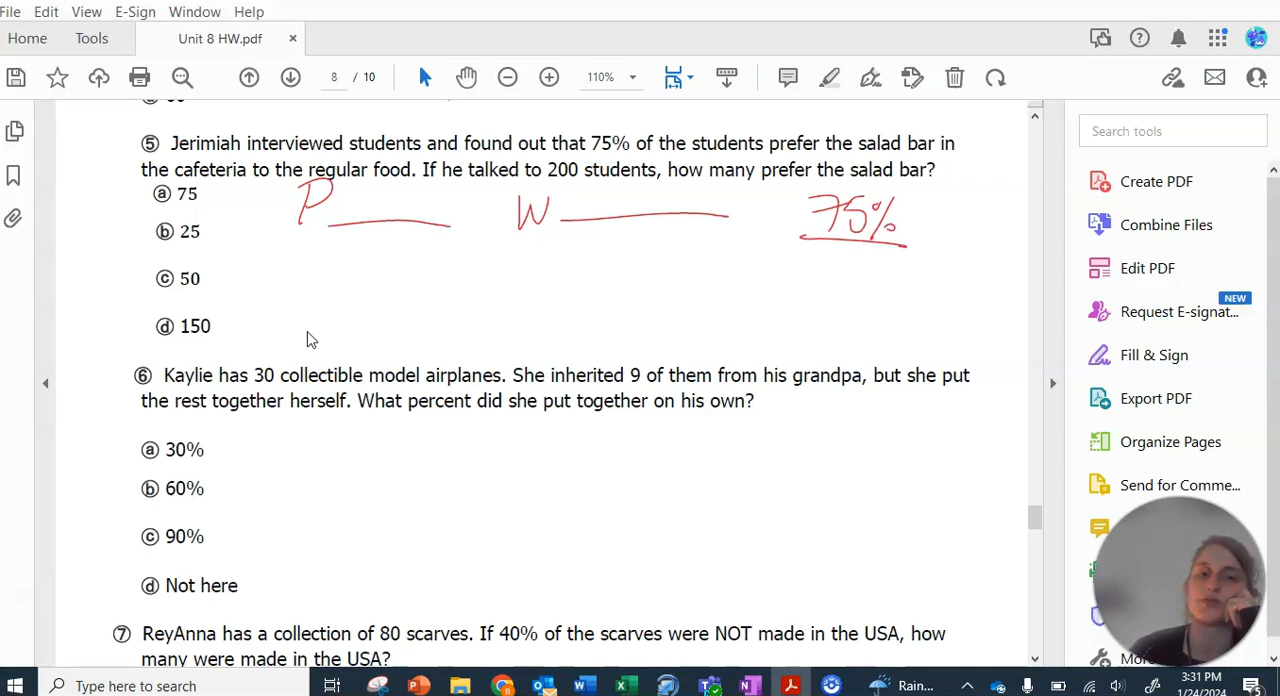 File Edit View E-Sign Window Help
Home Tools Unit 8 HW.pdf ×
8 / 10 110%
⑤ Jerimiah interviewed students and found out that 75% of the students prefer the salad bar in
the cafeteria to the regular food. If he talked to 200 students, how many prefer the salad bar?
ⓐ 75
P W 75%
ⓑ 25
ⓒ 50
ⓓ 150
⑥ Kaylie has 30 collectible model airplanes. She inherited 9 of them from his grandpa, but she put
the rest together herself. What percent did she put together on his own?
ⓐ 30%
ⓑ 60%
ⓒ 90%
ⓓ Not here
⑦ ReyAnna has a collection of 80 scarves. If 40% of the scarves were NOT made in the USA, how
many were made in the USA?
Search tools
Create PDF
Combine Files
Edit PDF
NEW
Request E-signat...
Fill & Sign
Export PDF
Organize Pages
Send for Comme...
Type here to search
Rain...
3:31 PM
1/24/2024